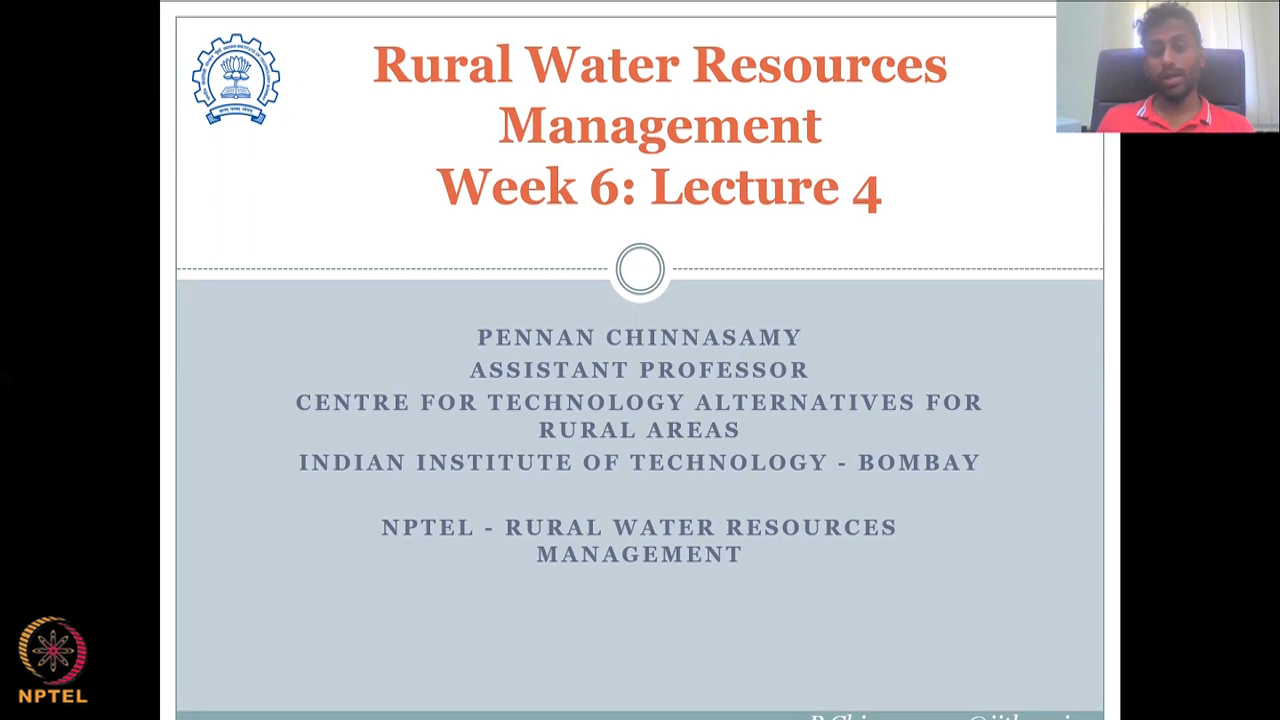 Rural Water Resources
Management
Week 6: Lecture 4
PENNAN CHINNASAMY
ASSISTANT PROFESSOR
CENTRE FOR TECHNOLOGY ALTERNATIVES FOR
RURAL AREAS
INDIAN INSTITUTE OF TECHNOLOGY - BOMBAY
NPTEL - RURAL WATER RESOURCES
MANAGEMENT
NPTEL